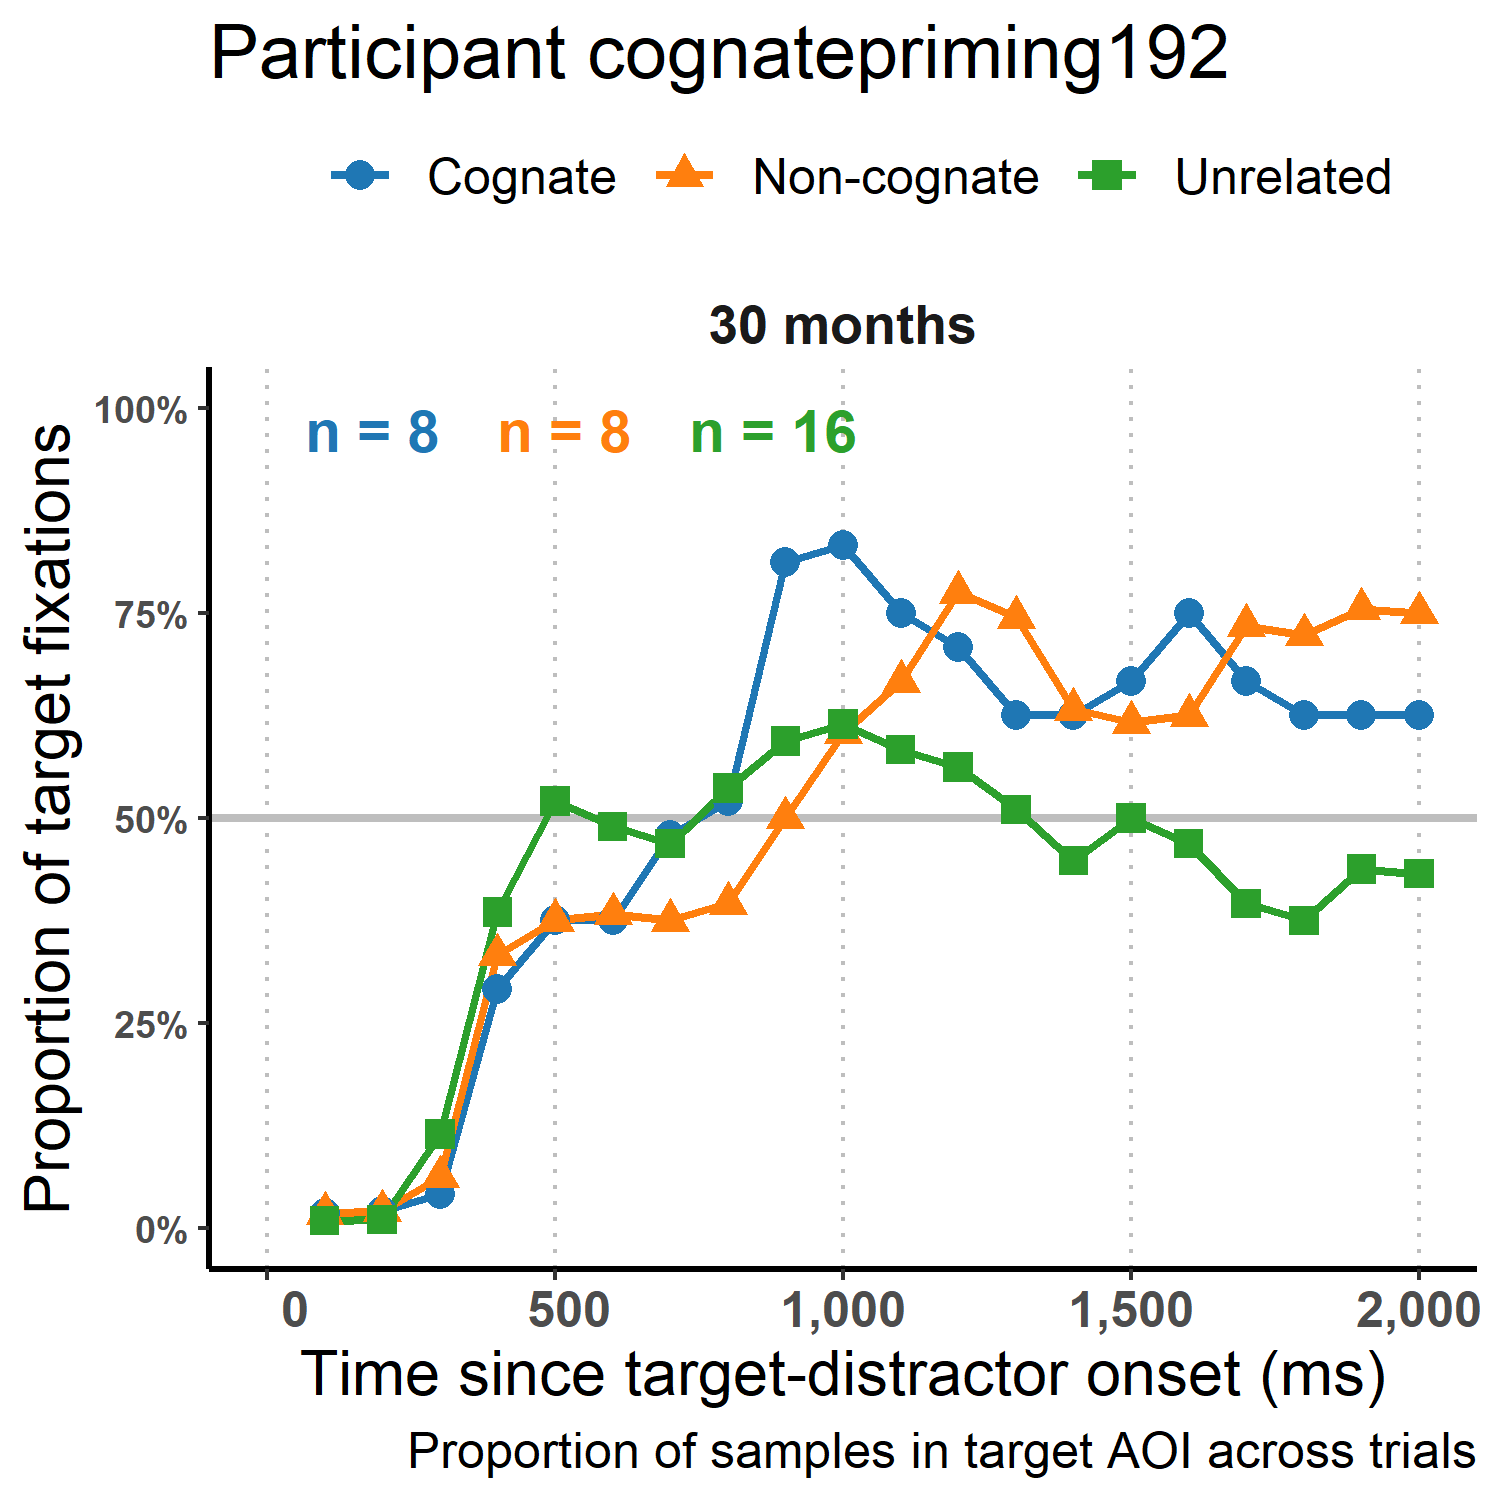 Participant cognatepriming192
Cognate Non-cognate Unrelated
30 months
100%
n = 8 n = 8 n = 16
75%
50%
25%
0%
Proportion of target fixations
0 500 1,000 1,500 2,000
Time since target-distractor onset (ms)
Proportion of samples in target AOI across trials